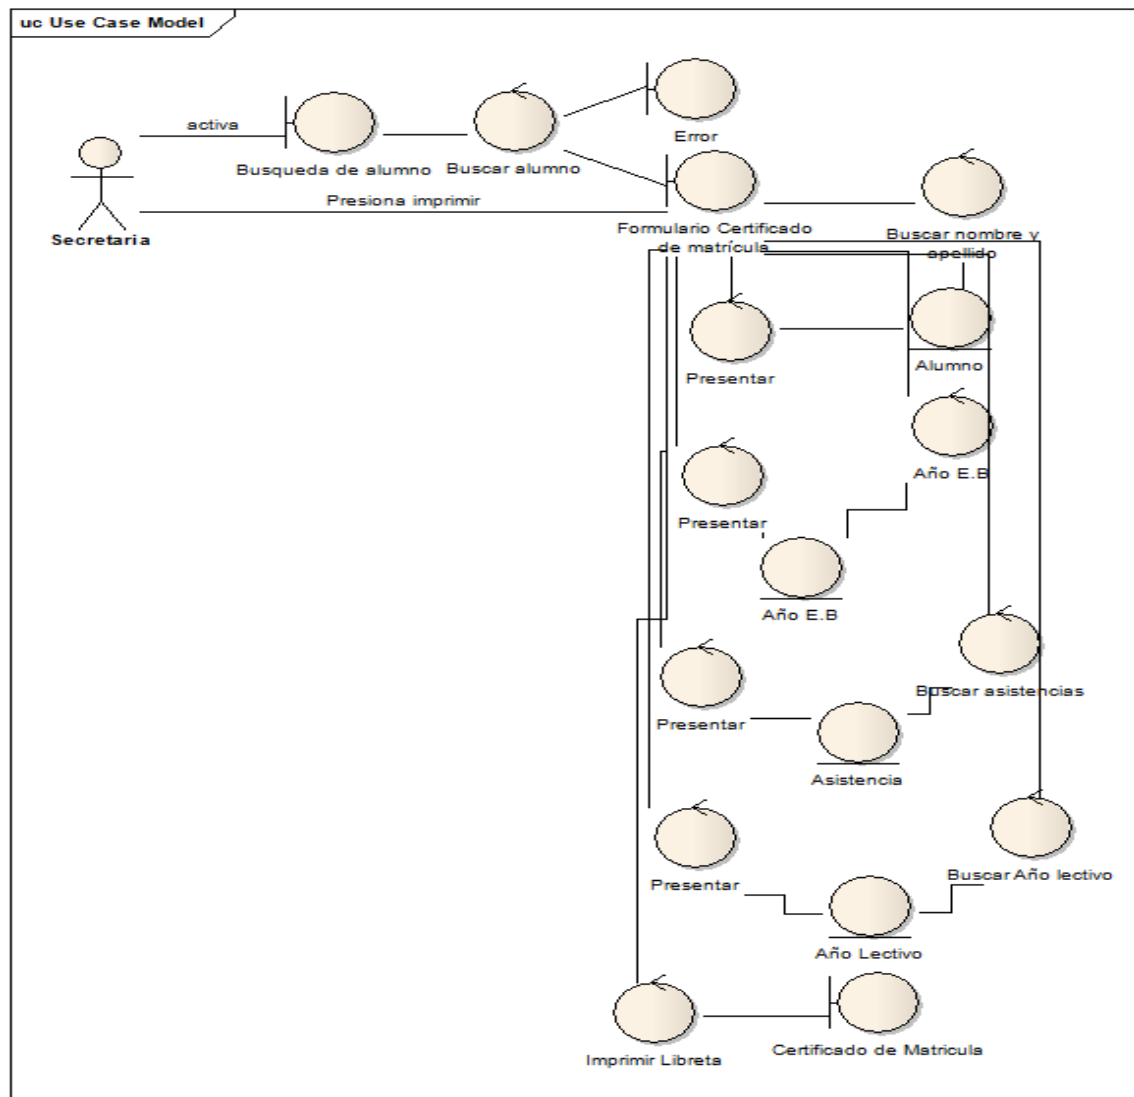 uc Use Case Model
activa
Error
Busqueda de alumno
Buscar alumno
Presiona imprimir
Secretaria
Formulario Certificado
de matrícula
Buscar nombre y
apellido
Presentar
Alumno
Año E.B
Presentar
Año E.B
Buscar asistencias
Presentar
Asistencia
Buscar Año lectivo
Presentar
Año Lectivo
Imprimir Libreta
Certificado de Matricula